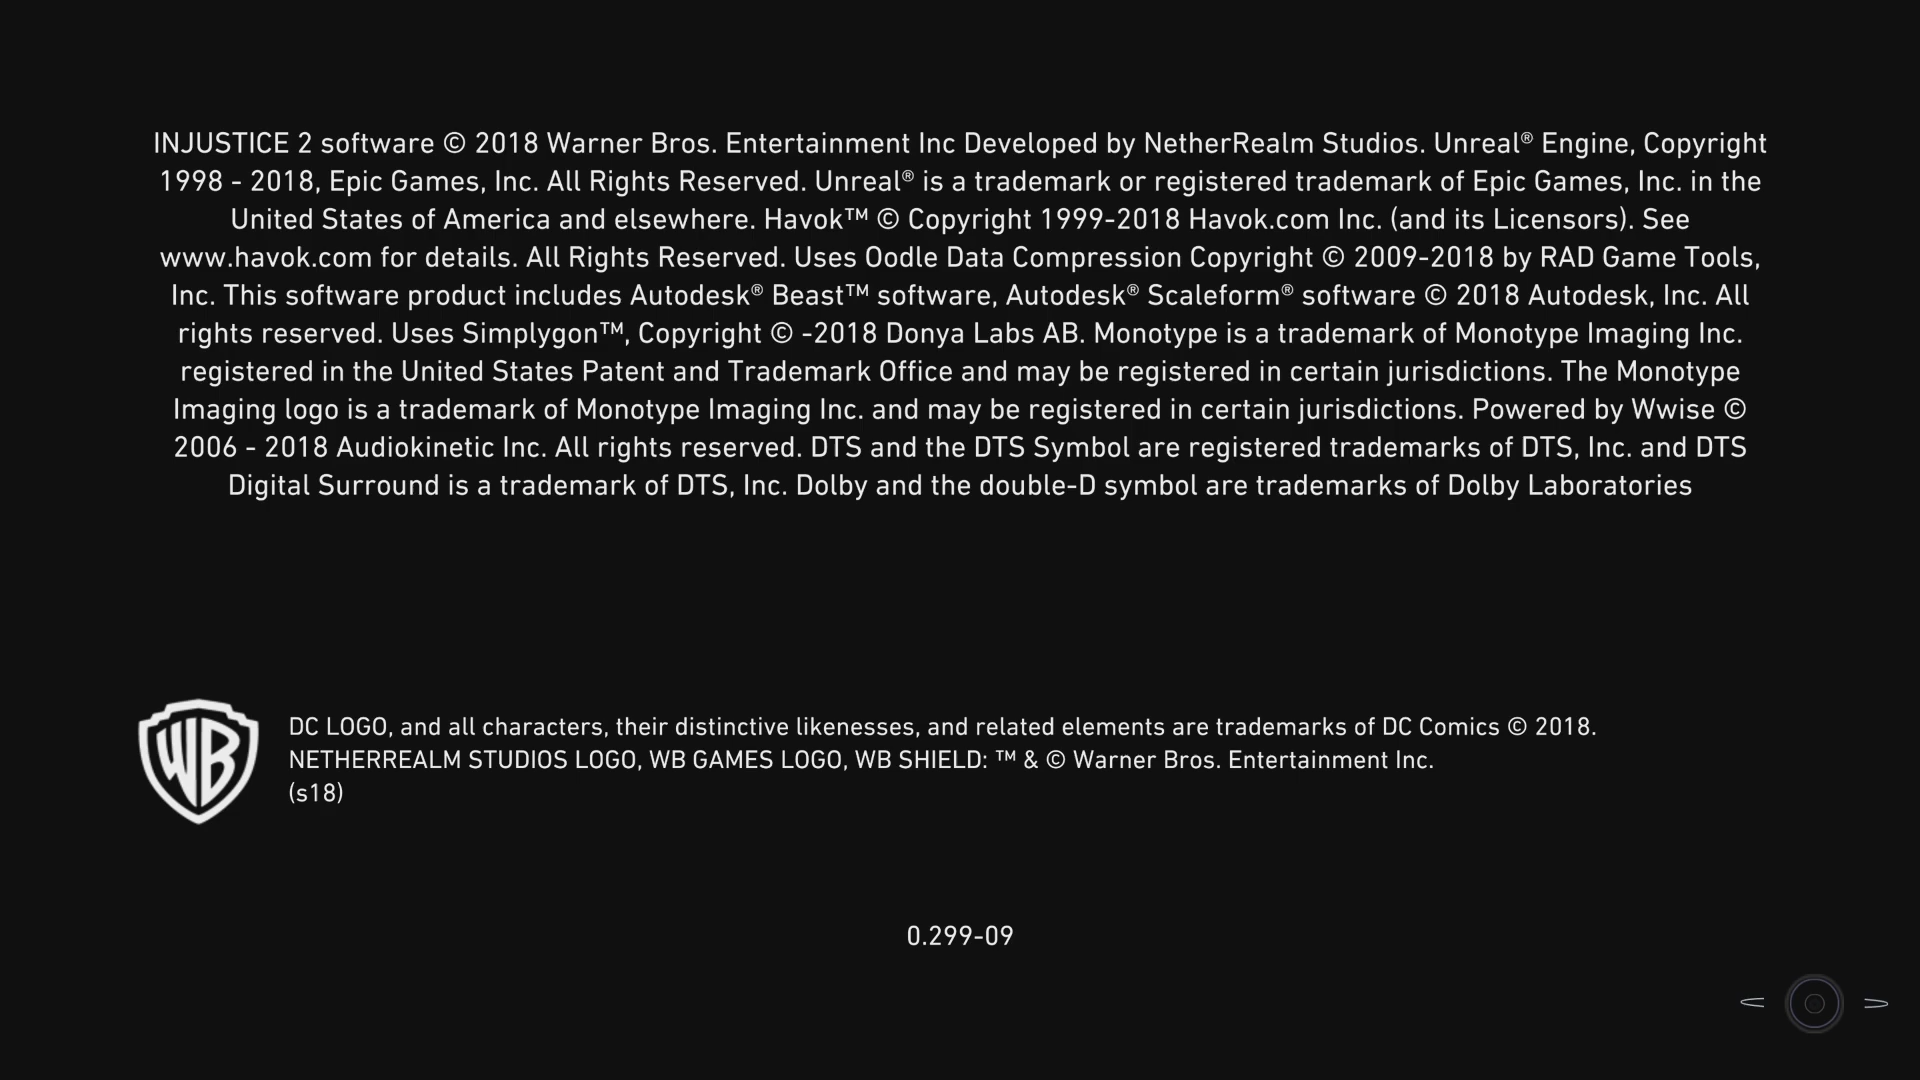 INJUSTICE 2 software © 2018 Warner Bros. Entertainment Inc Developed by NetherRealm Studios. Unreal® Engine, Copyright
1998 - 2018, Epic Games, Inc. All Rights Reserved. Unreal® is a trademark or registered trademark of Epic Games, Inc. in the
United States of America and elsewhere. Havok™ © Copyright 1999-2018 Havok.com Inc. (and its Licensors). See
www.havok.com for details. All Rights Reserved. Uses Oodle Data Compression Copyright © 2009-2018 by RAD Game Tools,
Inc. This software product includes Autodesk® Beast™ software, Autodesk® Scaleform® software © 2018 Autodesk, Inc. All
rights reserved. Uses Simplygon™, Copyright © -2018 Donya Labs AB. Monotype is a trademark of Monotype Imaging Inc.
registered in the United States Patent and Trademark Office and may be registered in certain jurisdictions. The Monotype
Imaging logo is a trademark of Monotype Imaging Inc. and may be registered in certain jurisdictions. Powered by Wwise ©
2006 - 2018 Audiokinetic Inc. All rights reserved. DTS and the DTS Symbol are registered trademarks of DTS, Inc. and DTS
Digital Surround is a trademark of DTS, Inc. Dolby and the double-D symbol are trademarks of Dolby Laboratories
WB
DC LOGO, and all characters, their distinctive likenesses, and related elements are trademarks of DC Comics © 2018.
NETHERREALM STUDIOS LOGO, WB GAMES LOGO, WB SHIELD: ™ & © Warner Bros. Entertainment Inc.
(s18)
0.299-09